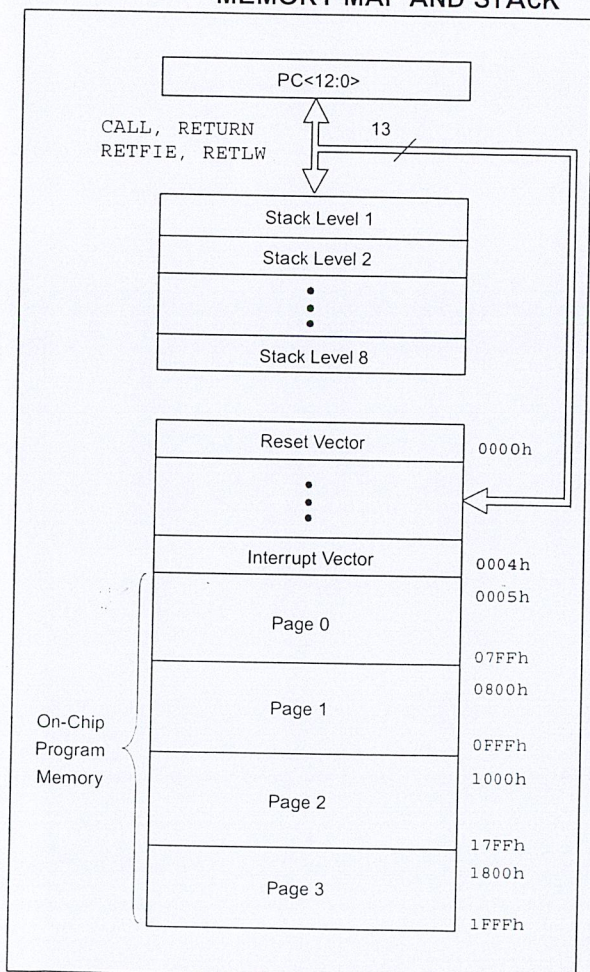 MEMORY MAP AND STACK
PC<12:0>
CALL, RETURN
RETFIE, RETLW
13
Stack Level 1
Stack Level 2
Stack Level 8
Reset Vector
0000h
Interrupt Vector
0004h
0005h
Page 0
07FFh
0800h
Page 1
0FFFh
On-Chip
Program
Memory
1000h
Page 2
17FFh
1800h
Page 3
1FFFh